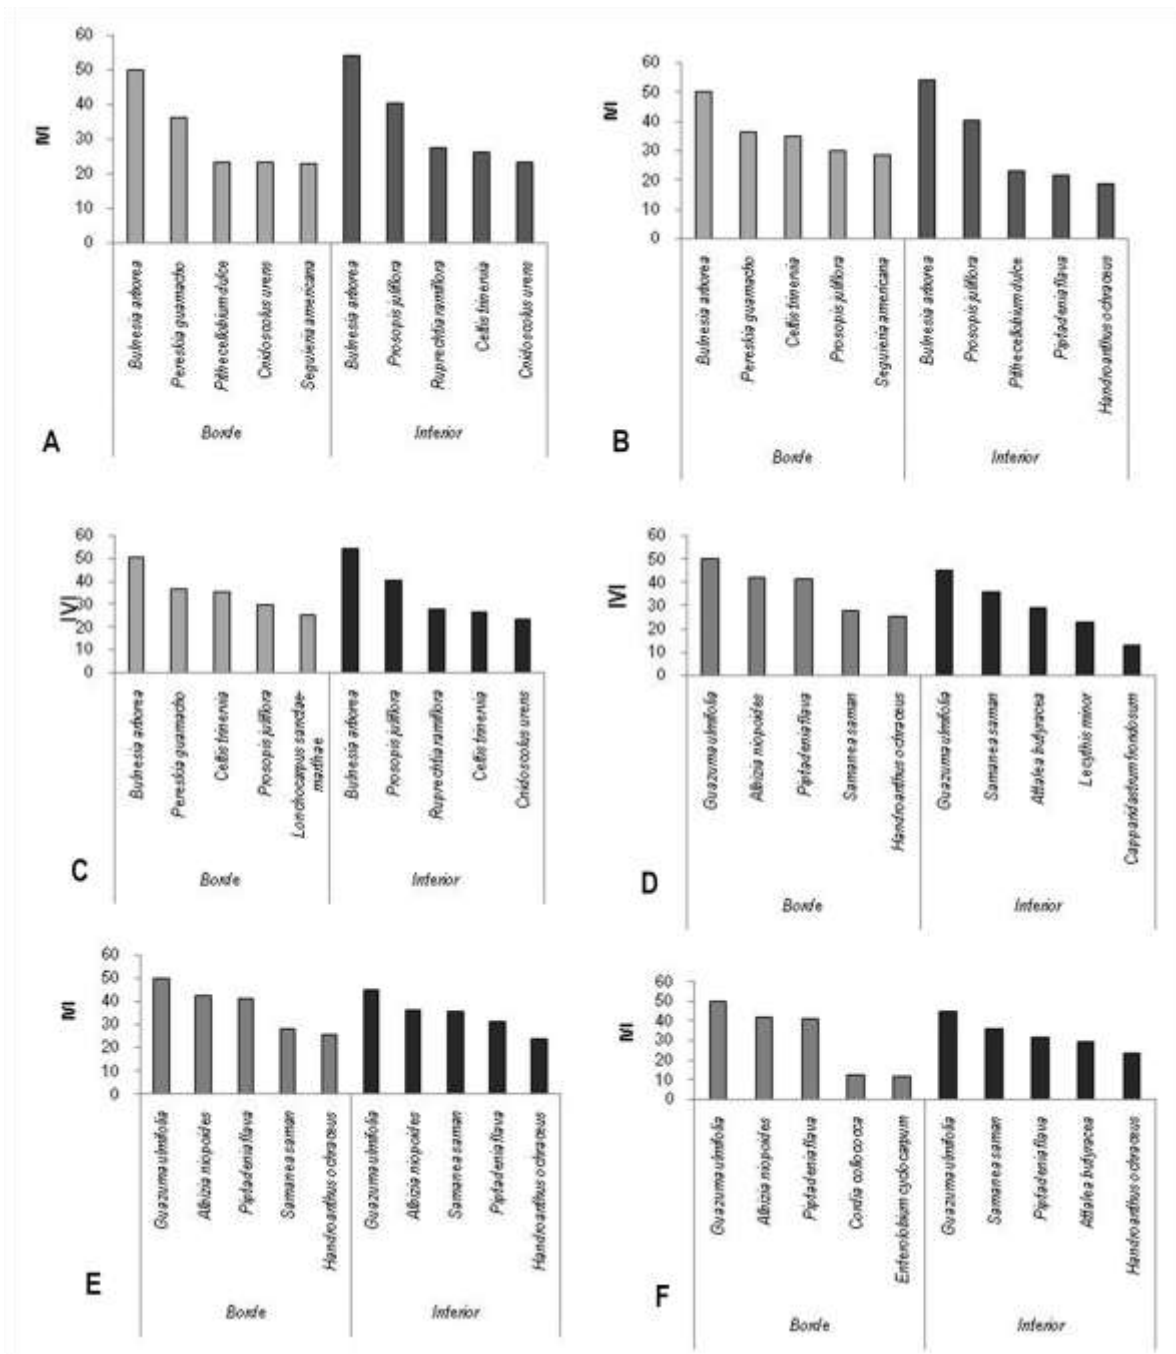 60
50
40
30
20
10
0
IVI
Bulnesia arborea
Pereskia guamacho
Pithecellobium dulce
Cnidoscolus urens
Seguieria americana
Bulnesia arborea
Prosopis juliflora
Ruprechtia ramiflora
Celtis trinervia
Cnidoscolus urens
Borde
Interior
A
60
50
40
30
20
10
0
IVI
Bulnesia arborea
Pereskia guamacho
Celtis trinervia
Prosopis juliflora
Seguieria americana
Bulnesia arborea
Prosopis juliflora
Pithecellobium dulce
Piptadenia flava
Handroanthus ochraceus
Borde
Interior
B
60
50
40
30
20
10
0
IVI
Bulnesia arborea
Pereskia guamacho
Celtis trinervia
Prosopis juliflora
Lonchocarpus sanctae-
marthae
Bulnesia arborea
Prosopis juliflora
Ruprechtia ramiflora
Celtis trinervia
Cnidoscolus urens
Borde
Interior
C
60
50
40
30
20
10
0
IVI
Guazuma ulmifolia
Albizia niopoides
Piptadenia flava
Samanea saman
Handroanthus ochraceus
Guazuma ulmifolia
Samanea saman
Attalea butyracea
Lecythis minor
Capparidastrum frondosum
Borde
Interior
D
60
50
40
30
20
10
0
IVI
Guazuma ulmifolia
Albizia niopoides
Piptadenia flava
Samanea saman
Handroanthus ochraceus
Guazuma ulmifolia
Albizia niopoides
Samanea saman
Piptadenia flava
Handroanthus ochraceus
Borde
Interior
E
60
50
40
30
20
10
0
IVI
Guazuma ulmifolia
Albizia niopoides
Piptadenia flava
Cordia collococca
Enterolobium cyclocarpum
Guazuma ulmifolia
Samanea saman
Piptadenia flava
Attalea butyracea
Handroanthus ochraceus
Borde
Interior
F